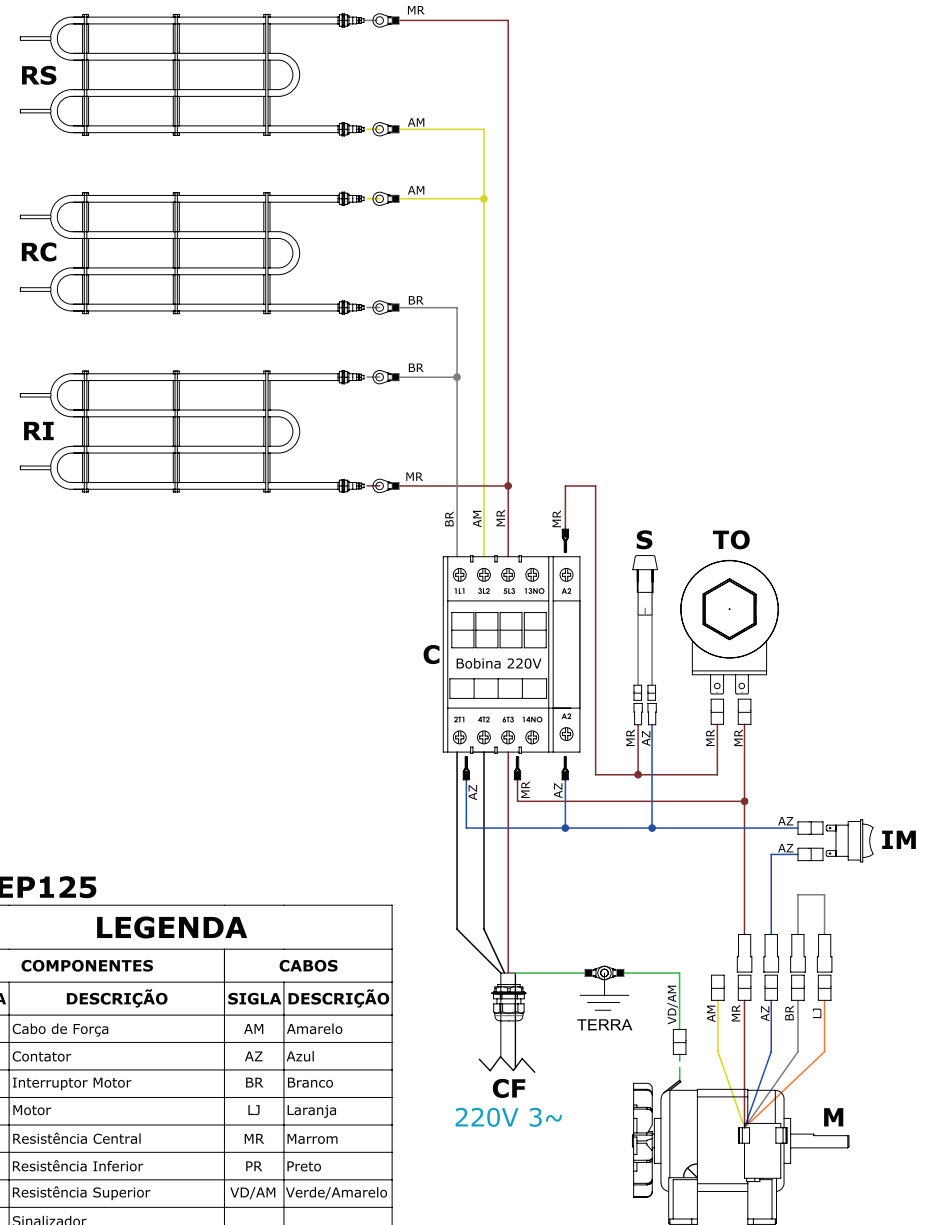 MR
RS
AM
AM
RC
BR
BR
RI
MR
BR
AM
MR
MR
S
TO
1L1 3L2 5L3 13NO A2
C
Bobina 220V
2T1 4T2 6T3 14NO A2
MR
AZ
MR
MR
AZ
MR
AZ
AZ
IM
AZ
EP125
LEGENDA
COMPONENTES CABOS
A DESCRIÇÃO SIGLA DESCRIÇÃO
Cabo de Força AM Amarelo
Contator AZ Azul
Interruptor Motor BR Branco
Motor LJ Laranja
Resistência Central MR Marrom
Resistência Inferior PR Preto
Resistência Superior VD/AM Verde/Amarelo
Sinalizador
TERRA
VD/AM
AM
MR
AZ
BR
LJ
CF
220V 3~
M